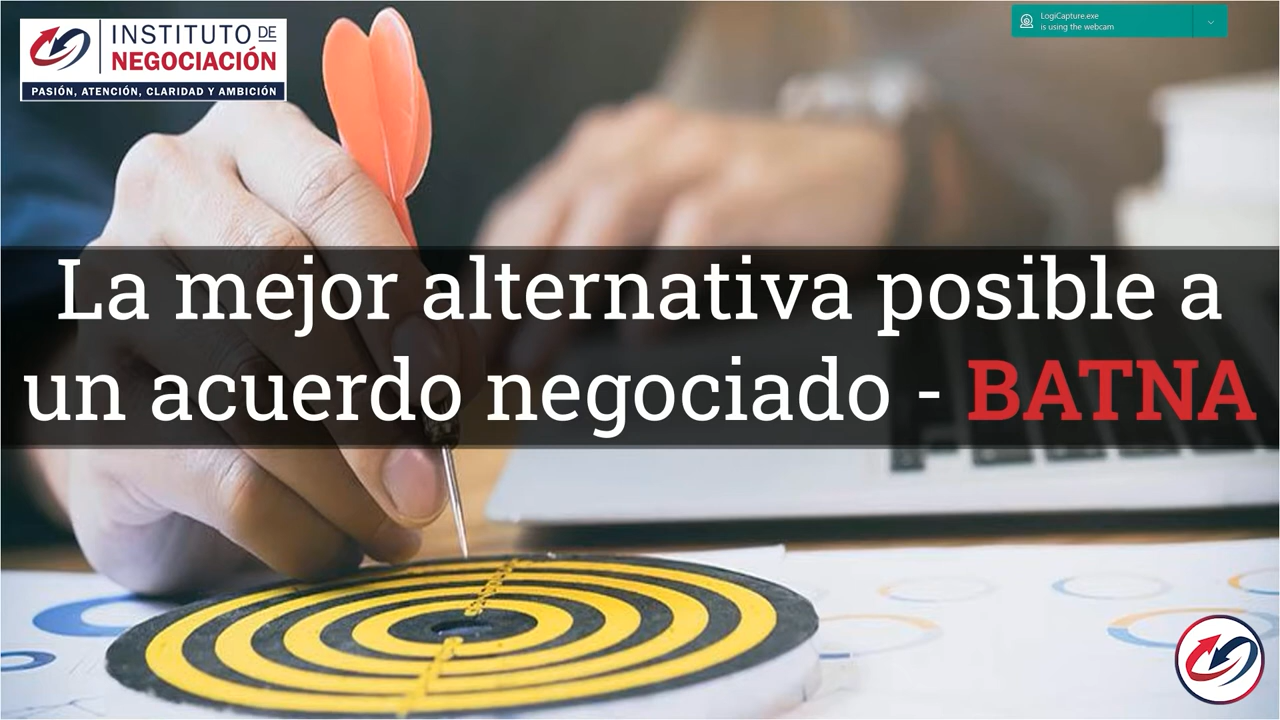 INSTITUTO DE
NEGOCIACIÓN
PASIÓN, ATENCIÓN, CLARIDAD Y AMBICIÓN
LogiCapture.exe
is using the webcam
La mejor alternativa posible a
un acuerdo negociado - BATNA